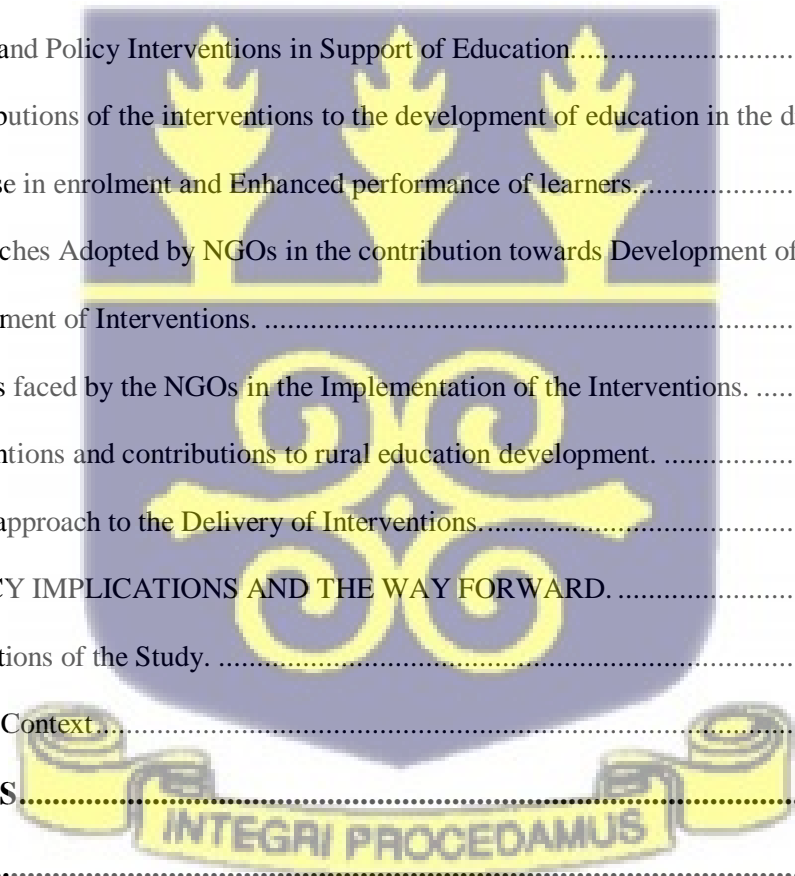 and Policy Interventions in Support of Education.
butions of the interventions to the development of education in the d
se in enrolment and Enhanced performance of learners.
ches Adopted by NGOs in the contribution towards Development of
ment of Interventions.
s faced by the NGOs in the Implementation of the Interventions.
ntions and contributions to rural education development.
approach to the Delivery of Interventions.
CY IMPLICATIONS AND THE WAY FORWARD.
tions of the Study.
Context
S
INTEGRI PROCEDAMUS